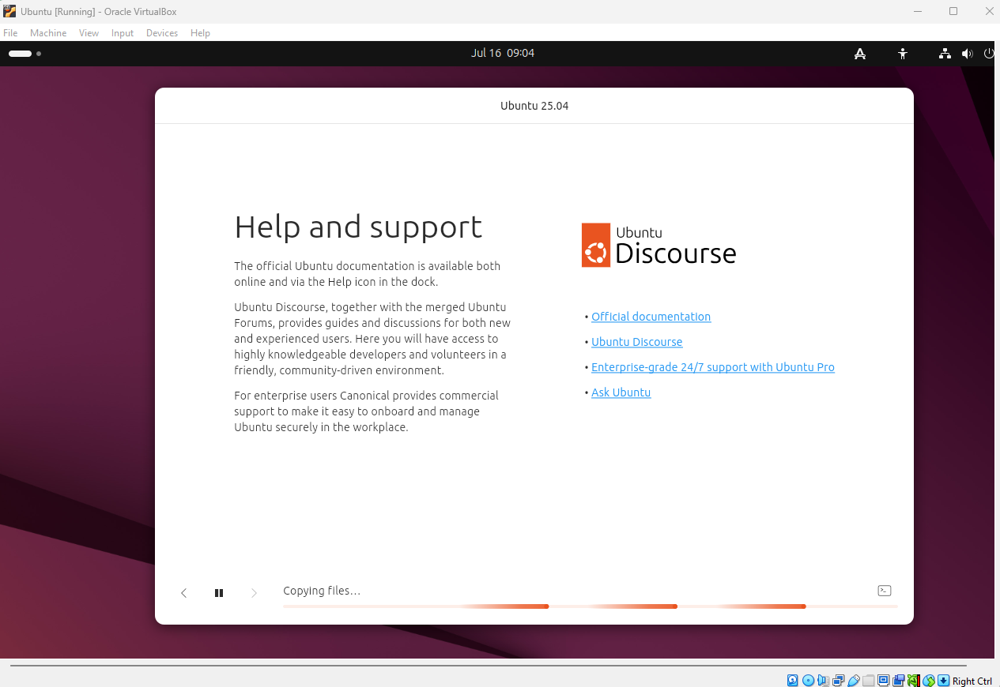 Ubuntu [Running] - Oracle VirtualBox
File Machine View Input Devices Help
Jul 16 09:04
Ubuntu 25.04
Help and support
The official Ubuntu documentation is available both
online and via the Help icon in the dock.
Ubuntu Discourse, together with the merged Ubuntu
Forums, provides guides and discussions for both new
and experienced users. Here you will have access to
highly knowledgeable developers and volunteers in a
friendly, community-driven environment.
For enterprise users Canonical provides commercial
support to make it easy to onboard and manage
Ubuntu securely in the workplace.
Ubuntu
Discourse
• Official documentation
• Ubuntu Discourse
• Enterprise-grade 24/7 support with Ubuntu Pro
• Ask Ubuntu
Copying files...
Right Ctrl